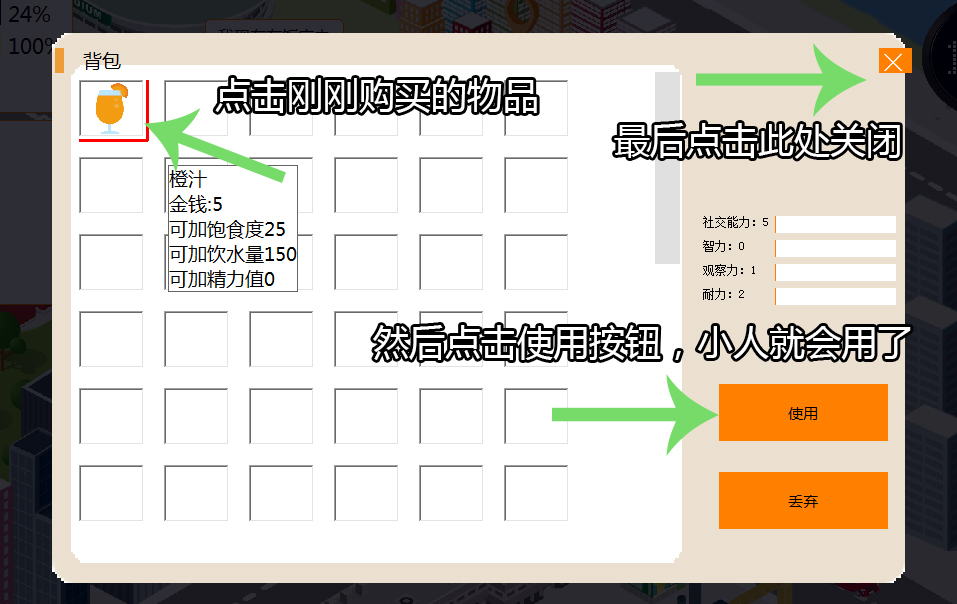 24%
100%
背包
点击刚刚购买的物品
最后点击此处关闭
橙汁
金钱:5
可加饱食度25
可加饮水量150
可加精力值0
社交能力: 5
智力: 0
观察力: 1
耐力: 2
然后点击使用按钮，小人就会用了
使用
丢弃